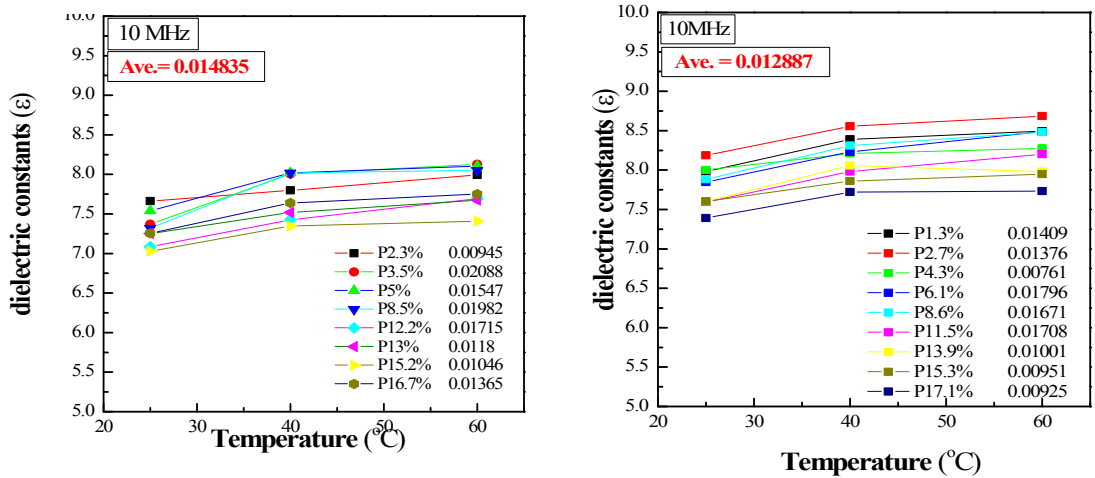 10 MHz
Ave.= 0.014835
dielectric constants (ε)
10.0
9.5
9.0
8.5
8.0
7.5
7.0
6.5
6.0
5.5
5.0
P2.3% 0.00945
P3.5% 0.02088
P5% 0.01547
P8.5% 0.01982
P12.2% 0.01715
P13% 0.0118
P15.2% 0.01046
P16.7% 0.01365
20 30 40 50 60
Temperature (°C)
10MHz
Ave. = 0.012887
dielectric constants (ε)
10.0
9.5
9.0
8.5
8.0
7.5
7.0
6.5
6.0
5.5
5.0
P1.3% 0.01409
P2.7% 0.01376
P4.3% 0.00761
P6.1% 0.01796
P8.6% 0.01671
P11.5% 0.01708
P13.9% 0.01001
P15.3% 0.00951
P17.1% 0.00925
20 30 40 50 60
Temperature (°C)